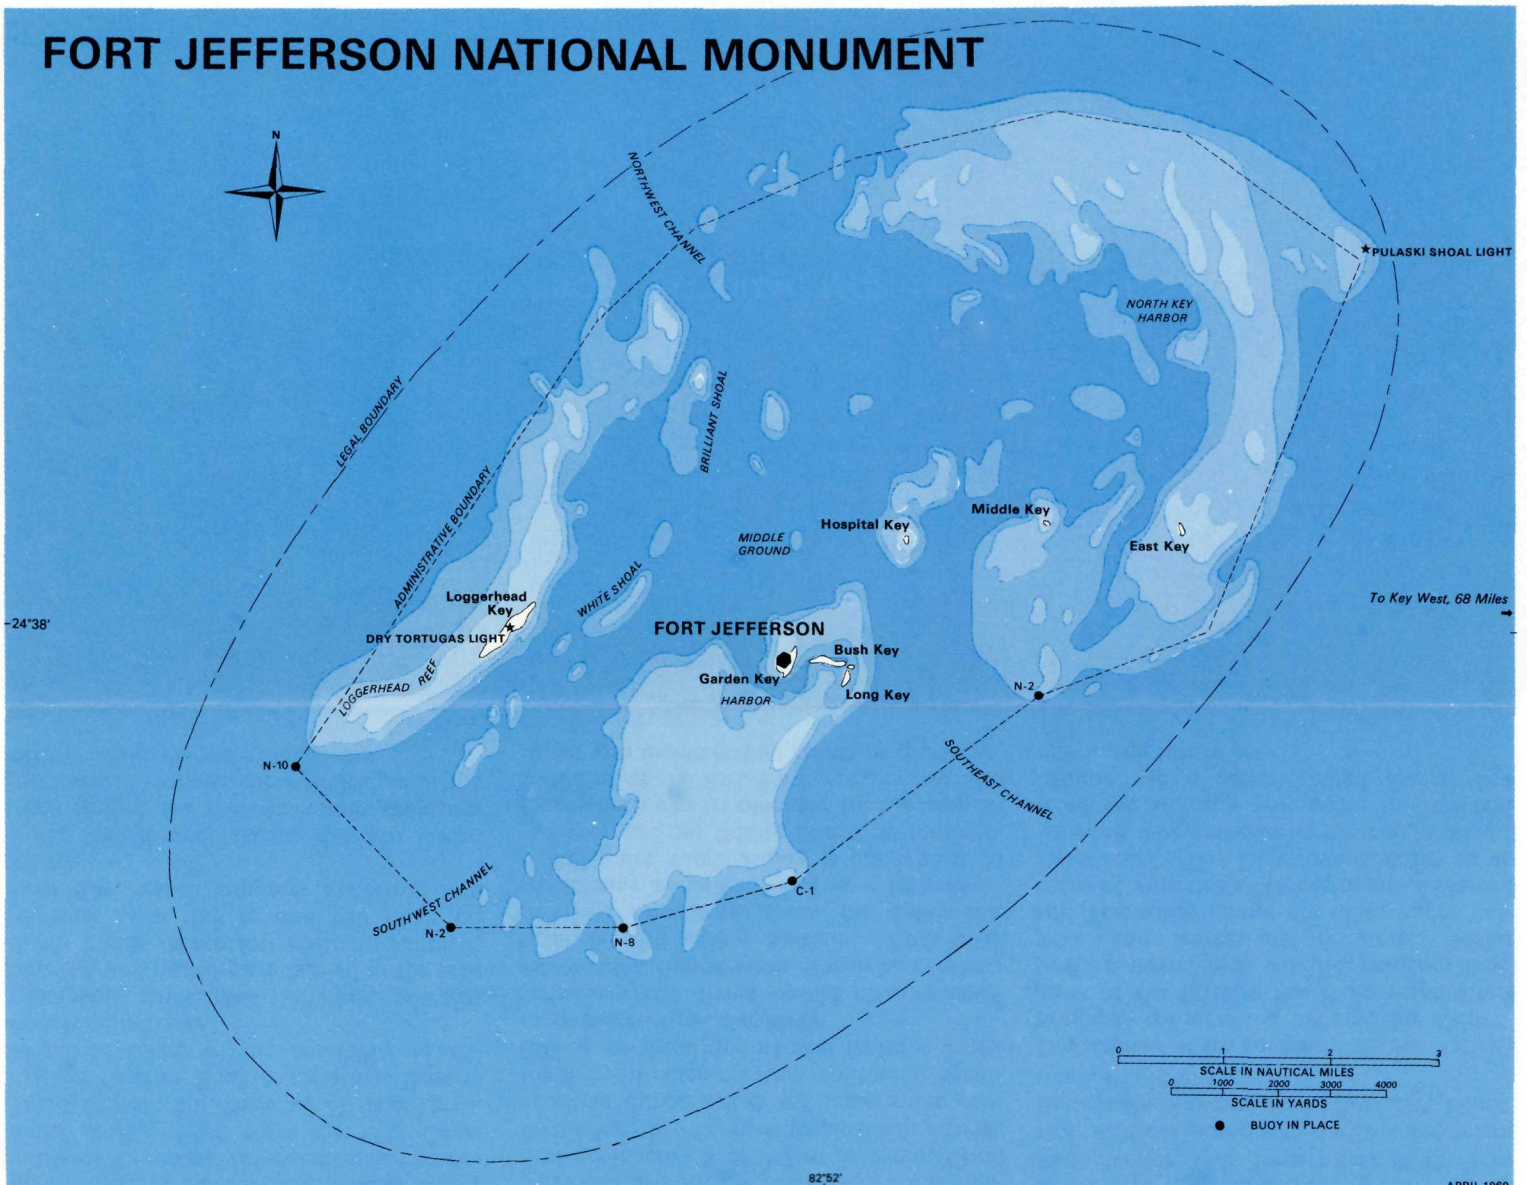 FORT JEFFERSON NATIONAL MONUMENT
N
NORTHWEST CHANNEL
PULASKI SHOAL LIGHT
NORTH KEY
HARBOR
LEGAL BOUNDARY
BRILLIANT SHOAL
ADMINISTRATIVE BOUNDARY
Hospital Key
Middle Key
MIDDLE
GROUND
East Key
WHITE SHOAL
Loggerhead
Key
To Key West, 68 Miles
24°38'
DRY TORTUGAS LIGHT
FORT JEFFERSON
Bush Key
Garden Key
HARBOR
Long Key
LOGGERHEAD REEF
N-2
N-10
SOUTHEAST CHANNEL
SOUTHWEST CHANNEL
C-1
N-2
N-8
0 1 2 3
SCALE IN NAUTICAL MILES
0 1000 2000 3000 4000
SCALE IN YARDS
BUOY IN PLACE
82°52'